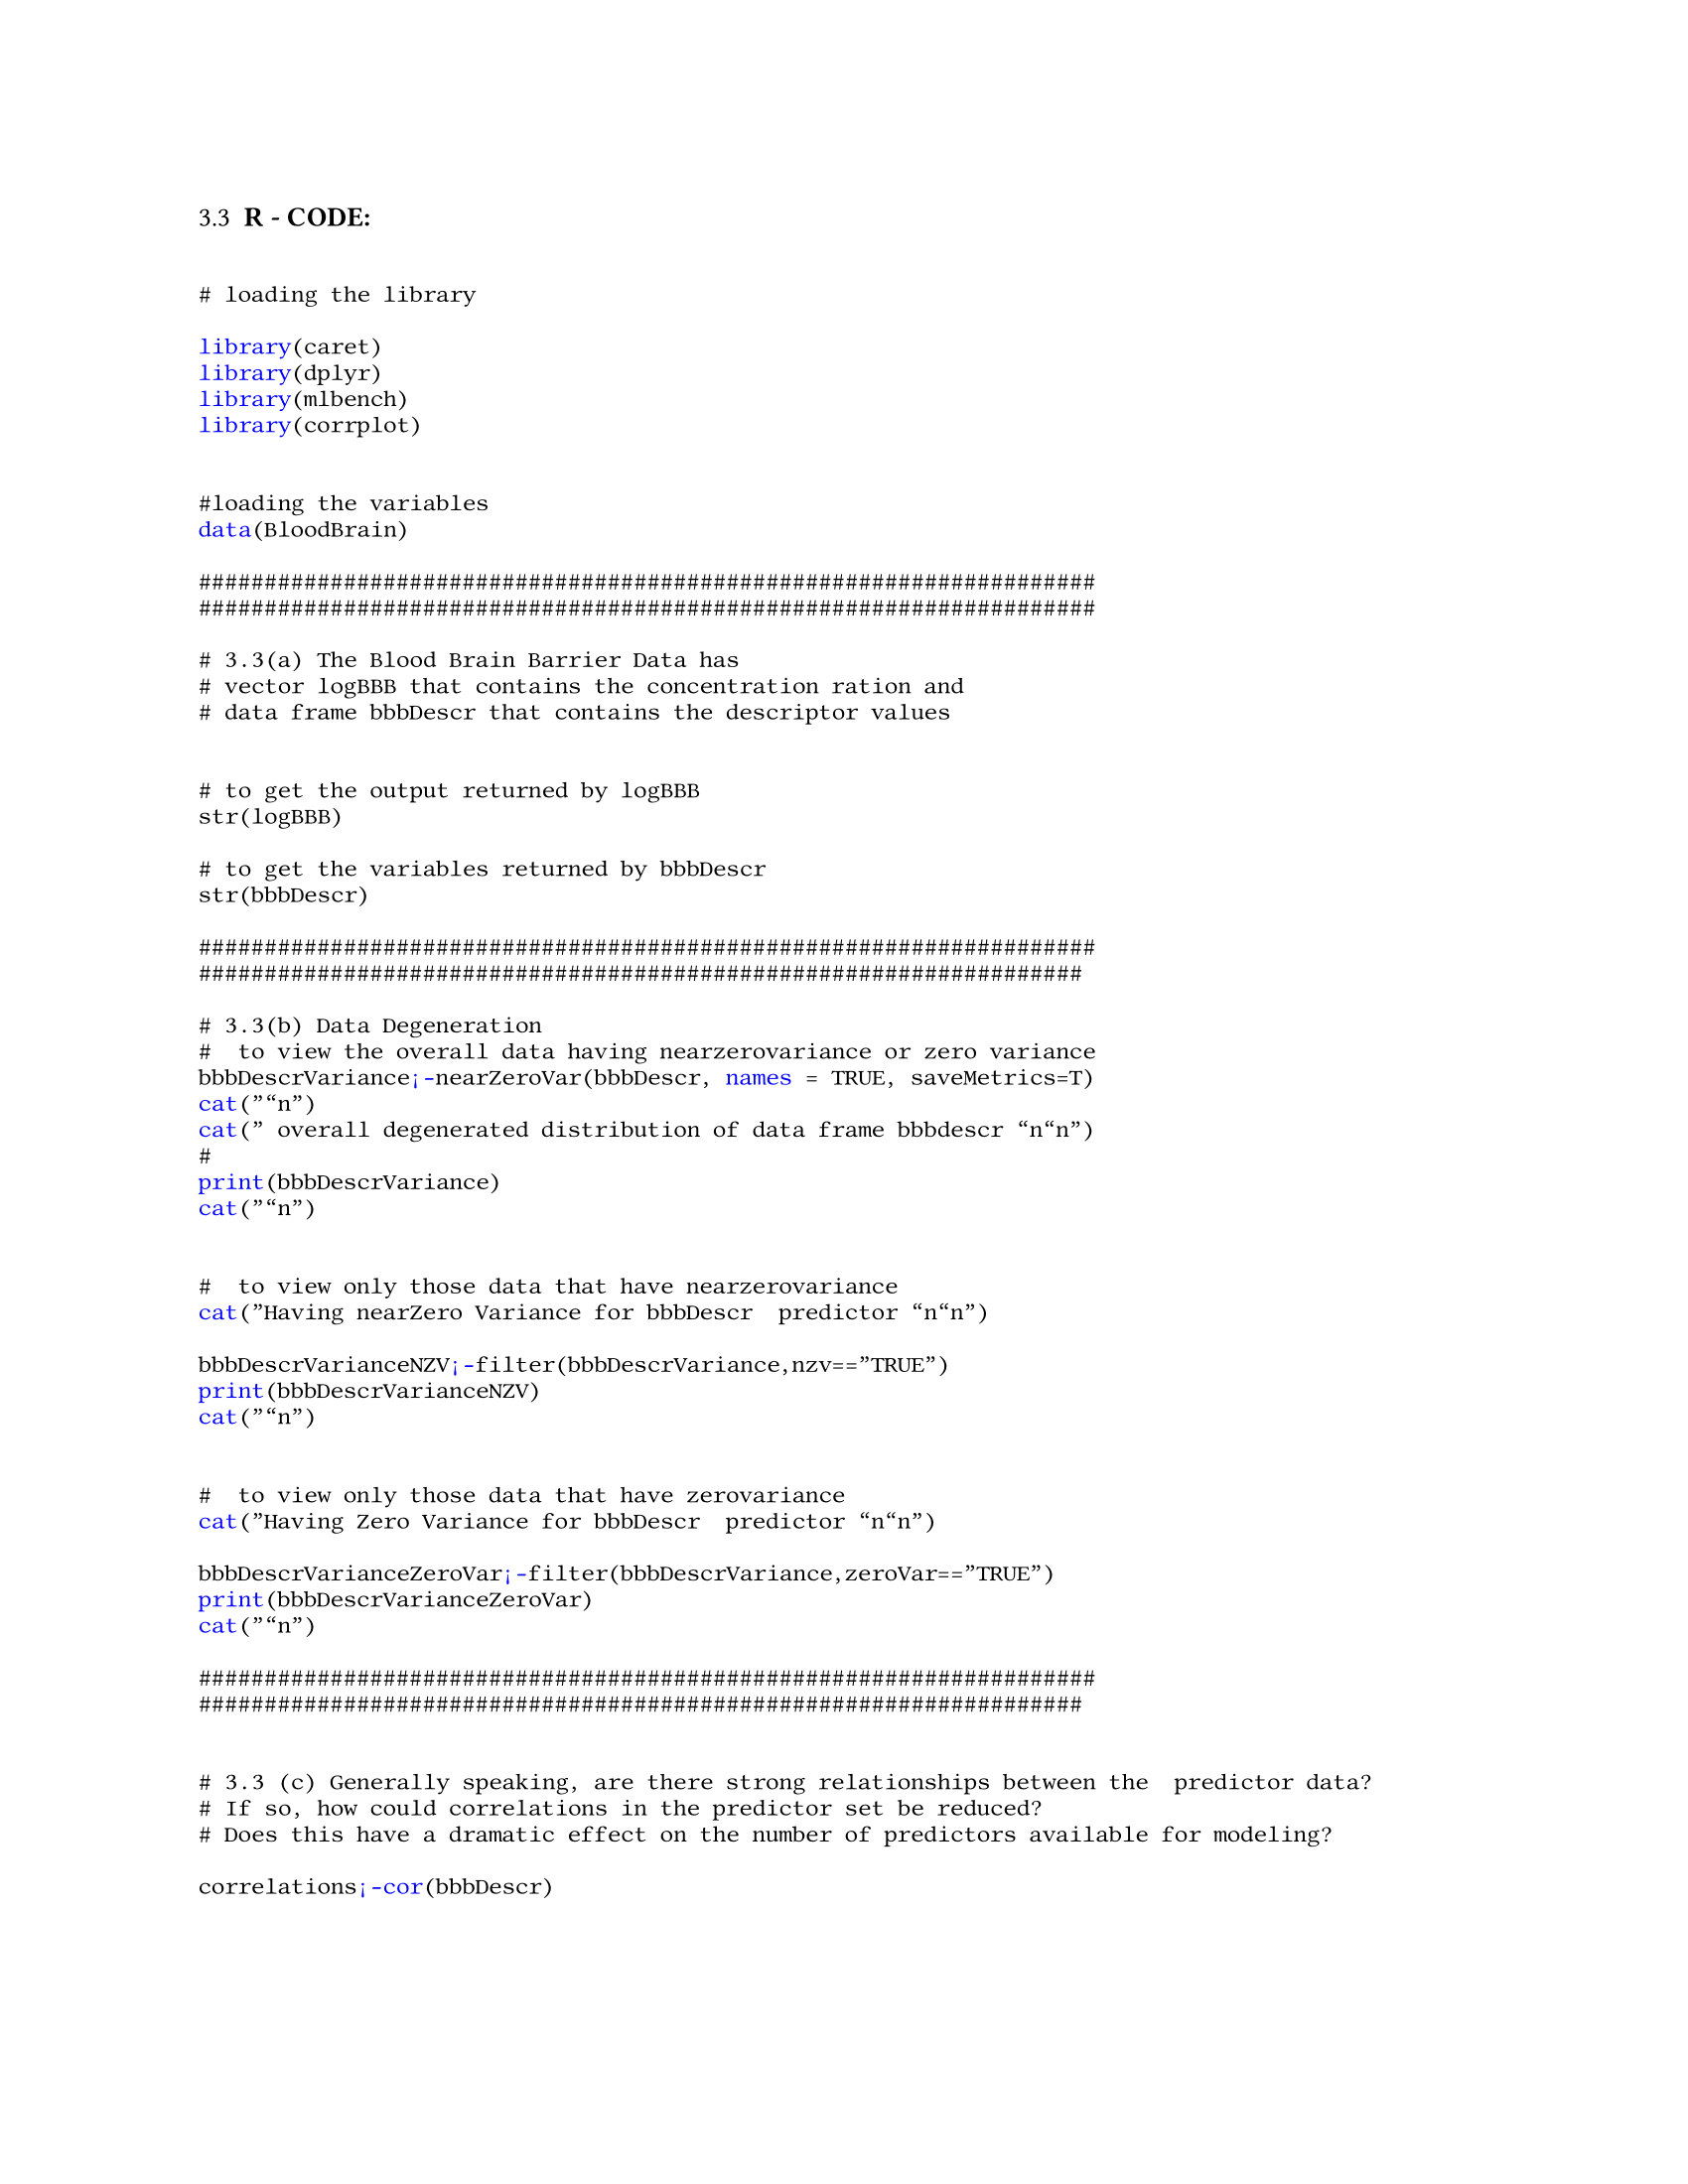 3.3 R - CODE:
# loading the library
library(caret)
library(dplyr)
library(mlbench)
library(corrplot)
#loading the variables
data(BloodBrain)
####################################################################
####################################################################
# 3.3(a) The Blood Brain Barrier Data has
# vector logBBB that contains the concentration ration and
# data frame bbbDescr that contains the descriptor values
# to get the output returned by logBBB
str(logBBB)
# to get the variables returned by bbbDescr
str(bbbDescr)
####################################################################
###################################################################
# 3.3(b) Data Degeneration
#  to view the overall data having nearzerovariance or zero variance
bbbDescrVariance¡-nearZeroVar(bbbDescr, names = TRUE, saveMetrics=T)
cat(”“n”)
cat(” overall degenerated distribution of data frame bbbdescr “n“n”)
#
print(bbbDescrVariance)
cat(”“n”)
#  to view only those data that have nearzerovariance
cat(”Having nearZero Variance for bbbDescr  predictor “n“n”)
bbbDescrVarianceNZV¡-filter(bbbDescrVariance,nzv==”TRUE”)
print(bbbDescrVarianceNZV)
cat(”“n”)
#  to view only those data that have zerovariance
cat(”Having Zero Variance for bbbDescr  predictor “n“n”)
bbbDescrVarianceZeroVar¡-filter(bbbDescrVariance,zeroVar==”TRUE”)
print(bbbDescrVarianceZeroVar)
cat(”“n”)
####################################################################
###################################################################
# 3.3 (c) Generally speaking, are there strong relationships between the  predictor data?
# If so, how could correlations in the predictor set be reduced?
# Does this have a dramatic effect on the number of predictors available for modeling?
correlations¡-cor(bbbDescr)